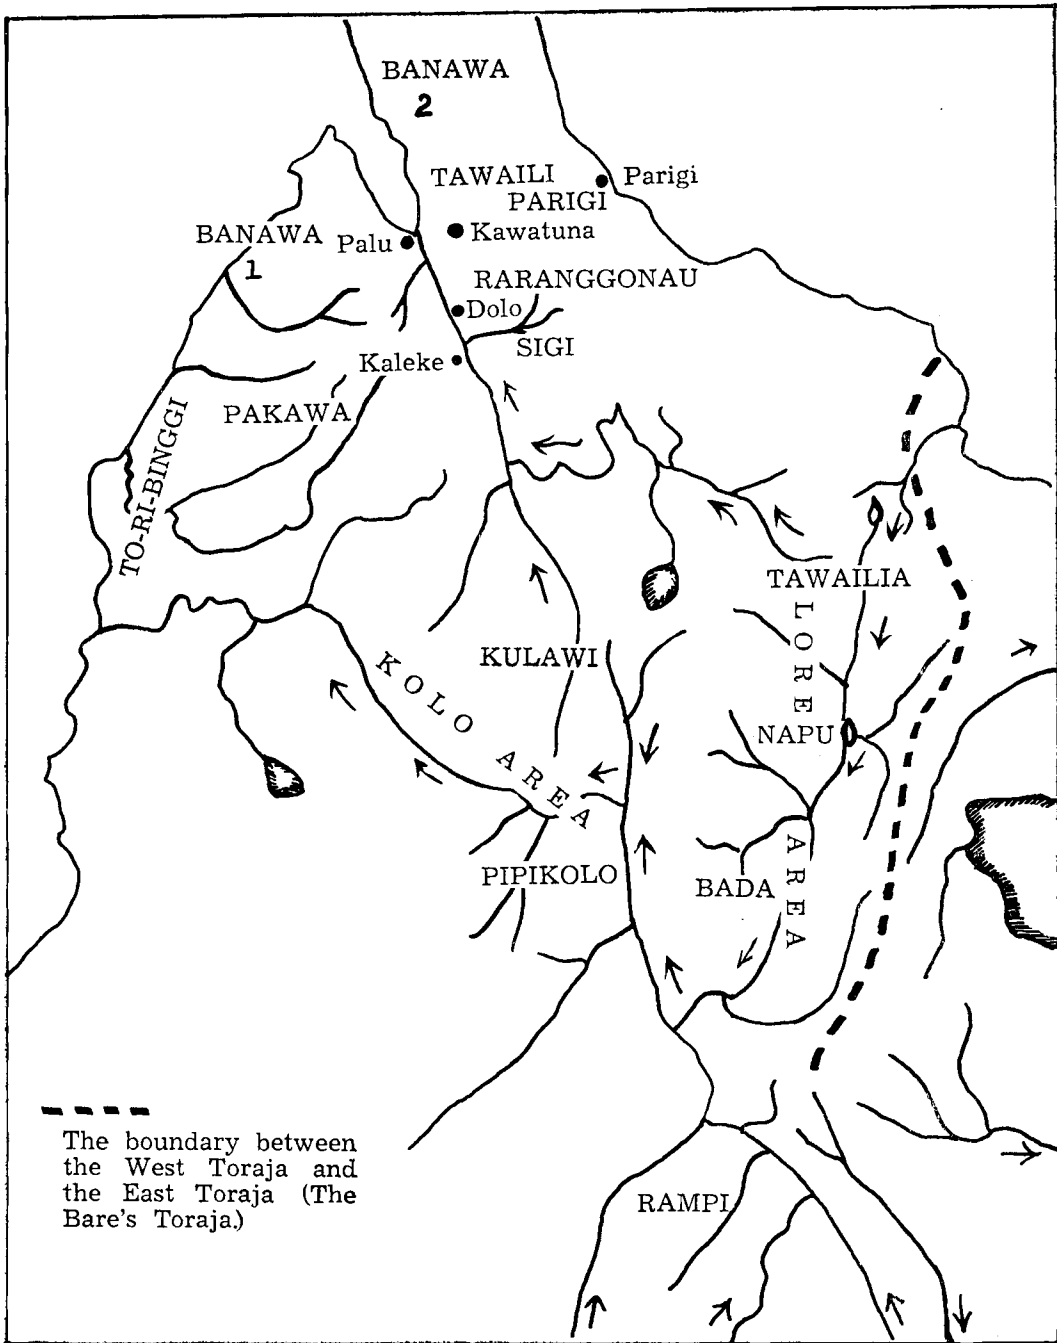 BANAWA
2
TAWAILI
Parigi
PARIGI
BANAWA
1
Palu
Kawatuna
RARANGGONAU
Dolo
SIGI
Kaleke
PAKAWA
TO-RI-BINGGI
TAWAILIA
LORE AREA
KULAWI
KOLO AREA
NAPU
PIPIKOLO
BADA
The boundary between
the West Toraja and
the East Toraja (The
Bare's Toraja.)
RAMPI